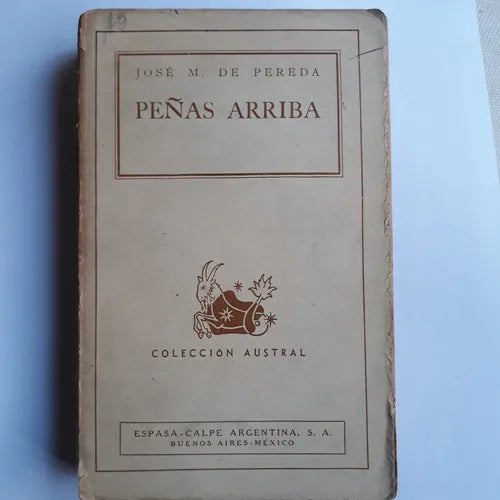 JOSÉ M. DE PEREDA
PEÑAS ARRIBA
COLECCIÓN AUSTRAL
ESPASA-CALPE ARGENTINA, S. A.
BUENOS AIRES-MÉXICO